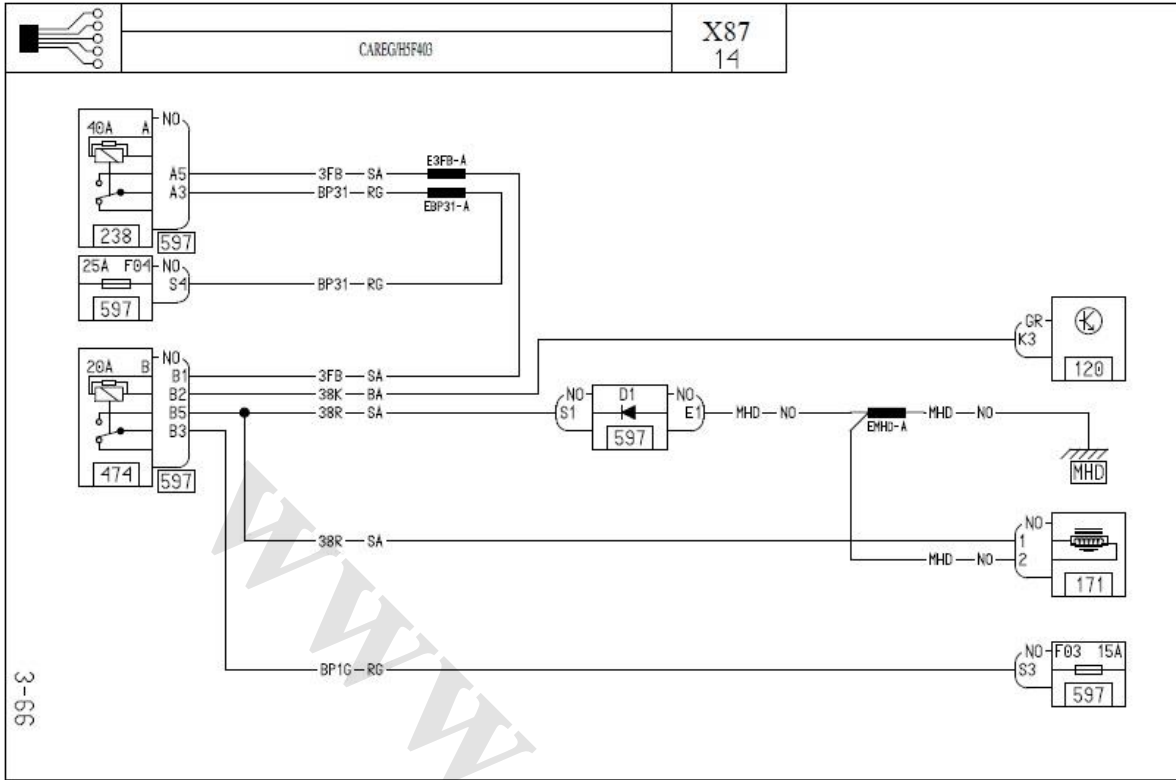 CAREG/H5F403
X87
14
40A A NO
A5 3FB SA E3FB-A
A3 BP31 RG EBP31-A
238 597
25A F04 NO
S4 BP31 RG
597
GR
K3
120
20A B NO
B1 3FB SA
B2 38K BA
B5 38R SA NO D1 NO
S1 E1 MHD NO EMHD-A MHD NO
B3
597
474 597
MHD
38R SA NO
1
MHD NO 2
171
BP1G RG NO F03 15A
S3
597
3-66
WWW